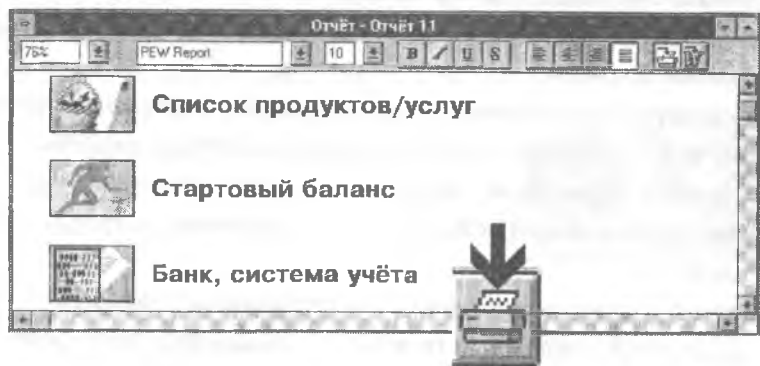 Отчёт - Отчёт 11
76% PEW Report 10 B I U S
Список продуктов/услуг
Стартовый баланс
Банк, система учёта